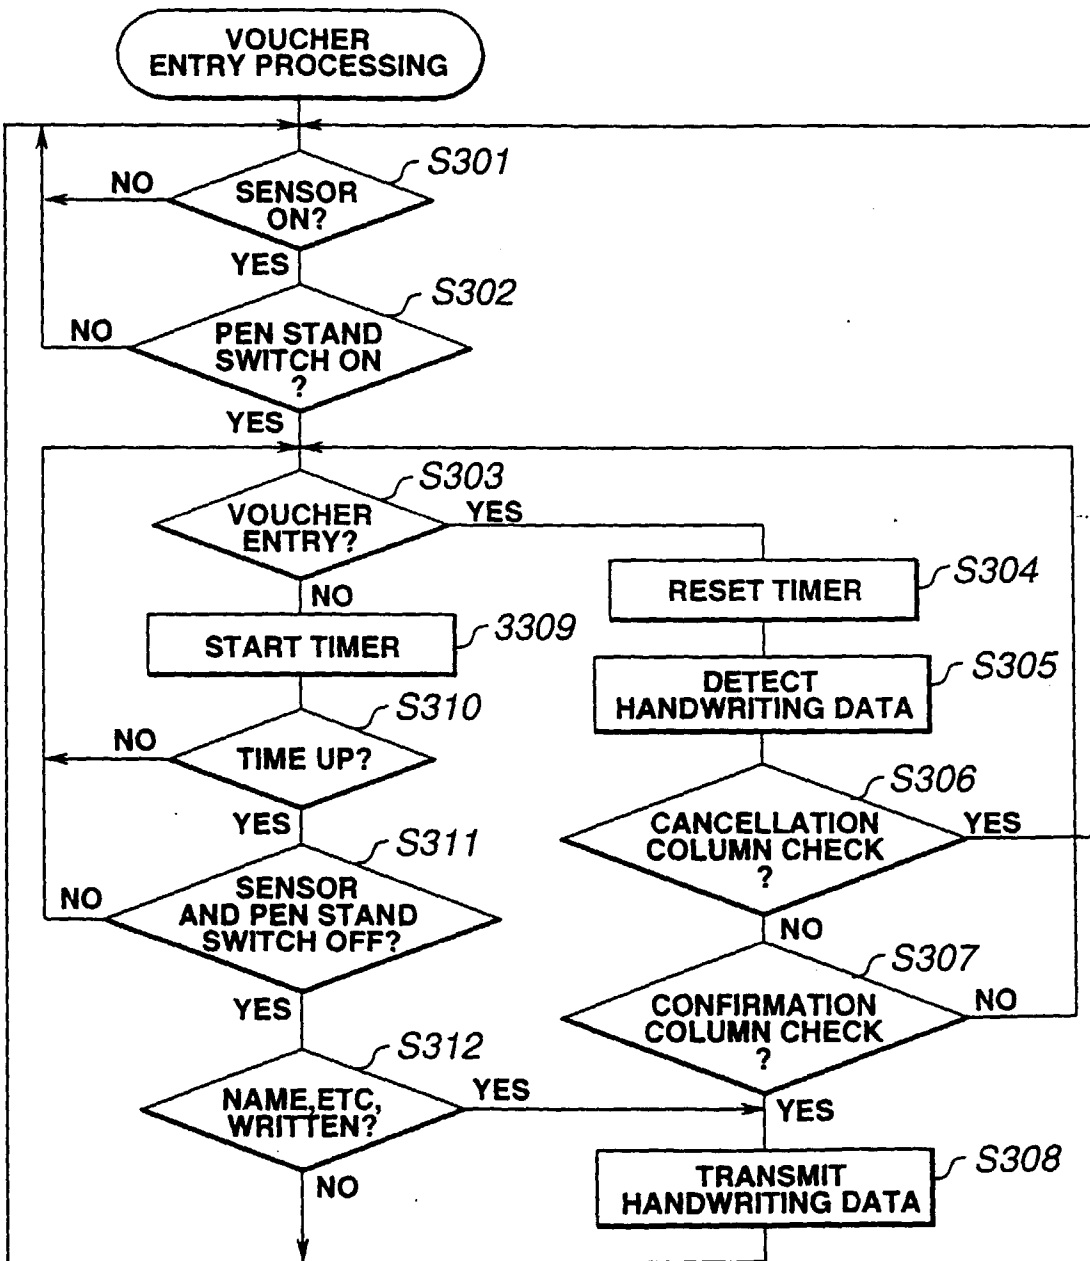 VOUCHER
ENTRY PROCESSING
S301
NO
SENSOR
ON?
YES
S302
NO
PEN STAND
SWITCH ON
?
YES
S303
VOUCHER
ENTRY?
YES
NO
S304
RESET TIMER
3309
START TIMER
S305
DETECT
HANDWRITING DATA
S310
NO
TIME UP?
YES
S306
CANCELLATION
COLUMN CHECK
?
YES
NO
S311
NO
SENSOR
AND PEN STAND
SWITCH OFF?
YES
S307
CONFIRMATION
COLUMN CHECK
?
NO
YES
S312
NAME,ETC,
WRITTEN?
YES
NO
S308
TRANSMIT
HANDWRITING DATA